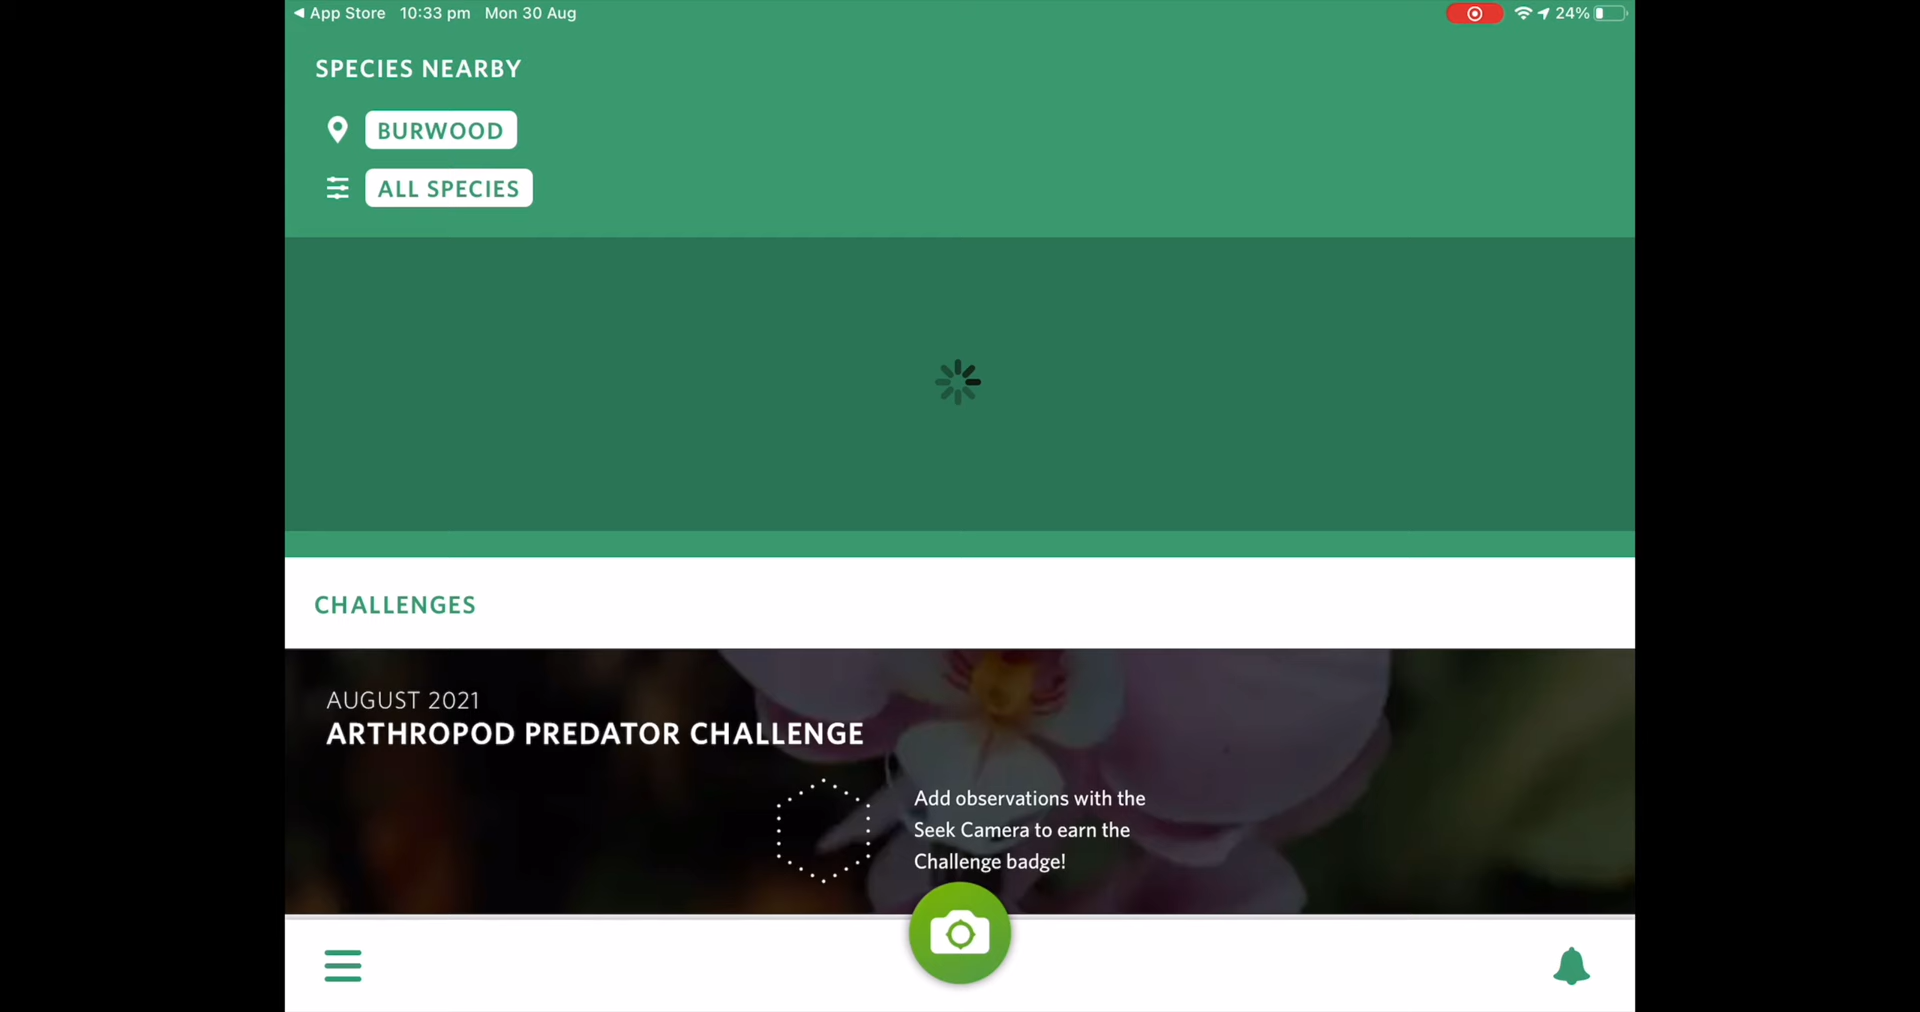 App Store 10:33 pm Mon 30 Aug 24%
SPECIES NEARBY
BURWOOD
ALL SPECIES
CHALLENGES
AUGUST 2021
ARTHROPOD PREDATOR CHALLENGE
Add observations with the
Seek Camera to earn the
Challenge badge!